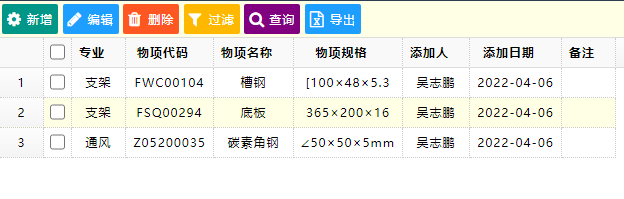 新增 编辑 删除 过滤 查询 导出
专业 物项代码 物项名称 物项规格 添加人 添加日期 备注
1 支架 FWC00104 槽钢 [100×48×5.3 吴志鹏 2022-04-06
2 支架 FSQ00294 底板 365×200×16 吴志鹏 2022-04-06
3 通风 Z05200035 碳素角钢 ∠50×50×5mm 吴志鹏 2022-04-06